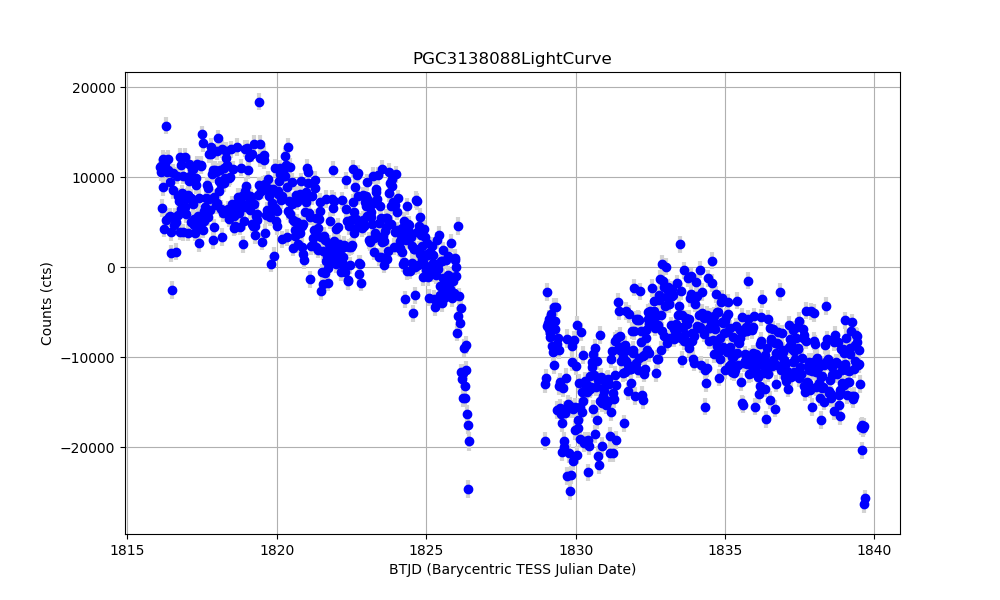 PGC3138088LightCurve
20000
10000
0
−10000
−20000
Counts (cts)
1815 1820 1825 1830 1835 1840
BTJD (Barycentric TESS Julian Date)